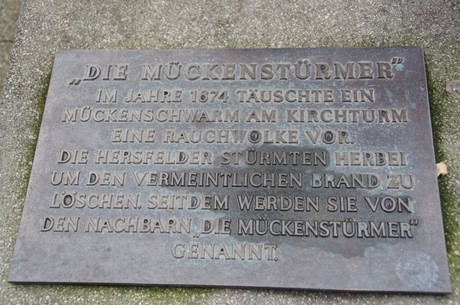 „DIE MÜCKENSTÜRMER”
IM JAHRE 1674 TÄUSCHTE EIN
MÜCKENSCHWARM AM KIRCHTURM
EINE RAUCHWOLKE VOR.
DIE HERSFELDER STÜRMTEN HERBEI
UM DEN VERMEINTLICHEN BRAND ZU
LÖSCHEN. SEITDEM WERDEN SIE VON
DEN NACHBARN „DIE MÜCKENSTÜRMER”
GENANNT.